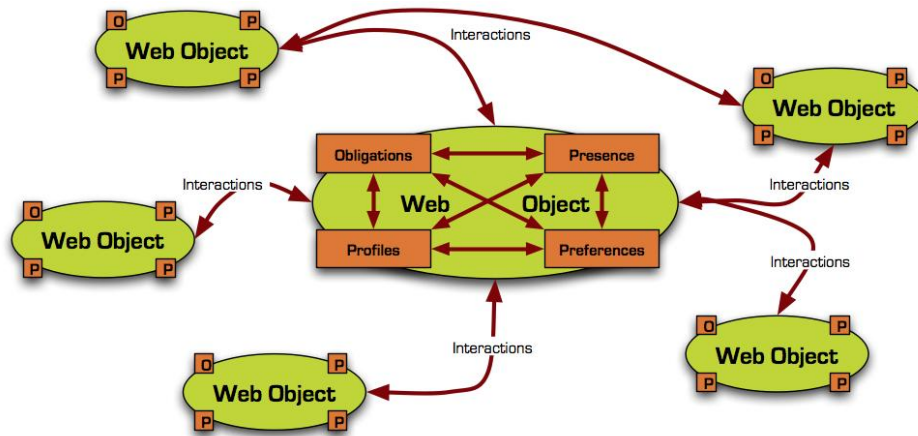 O P
Web Object
P P
Interactions
O P
Web Object
P P
Obligations Presence
Web Object
Profiles Preferences
Interactions
Interactions
O P
Web Object
P P
Interactions
O P
Web Object
P P
Interactions
O P
Web Object
P P